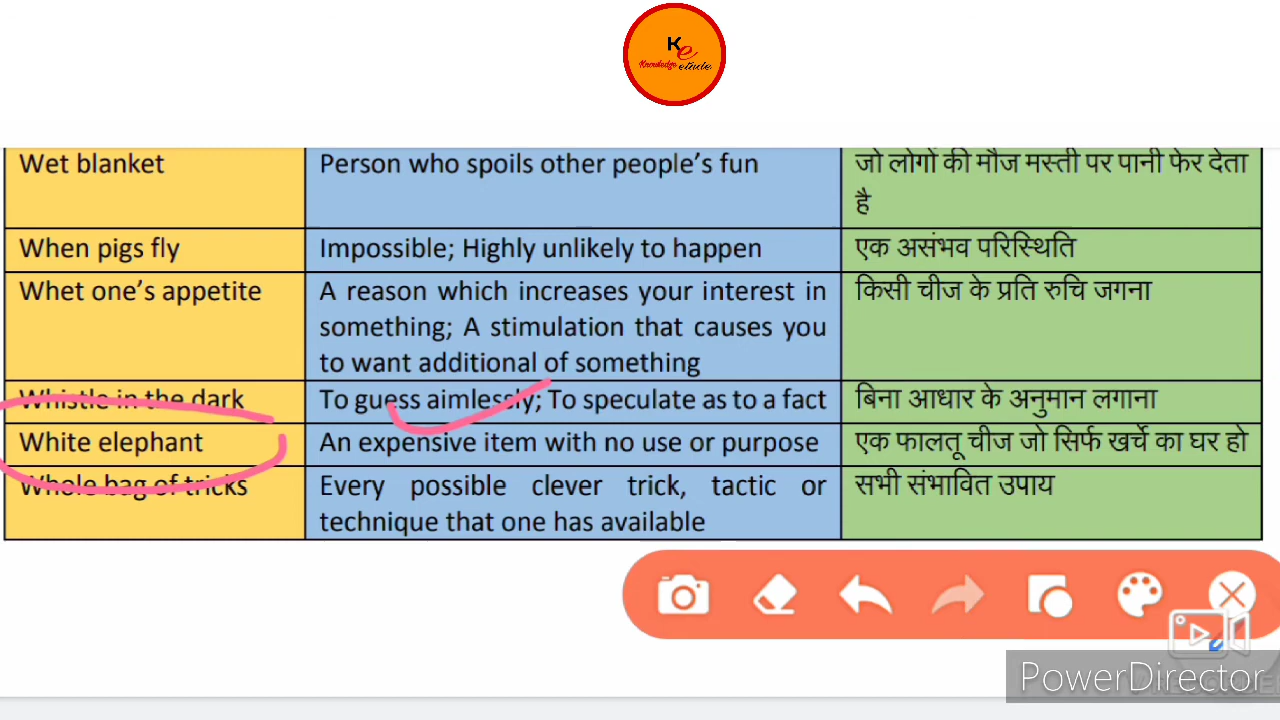 Ke
Knowledge
etude
Wet blanket
Person who spoils other people's fun
जो लोगों की मौज मस्ती पर पानी फेर देता
है
When pigs fly
Impossible; Highly unlikely to happen
एक असंभव परिस्थिति
Whet one's appetite
A reason which increases your interest in
something; A stimulation that causes you
to want additional of something
किसी चीज के प्रति रुचि जगना
Whistle in the dark
To guess aimlessly; To speculate as to a fact
बिना आधार के अनुमान लगाना
White elephant
An expensive item with no use or purpose
एक फालतू चीज जो सिर्फ खर्चे का घर हो
Whole bag of tricks
Every possible clever trick, tactic or
technique that one has available
सभी संभावित उपाय
PowerDirector